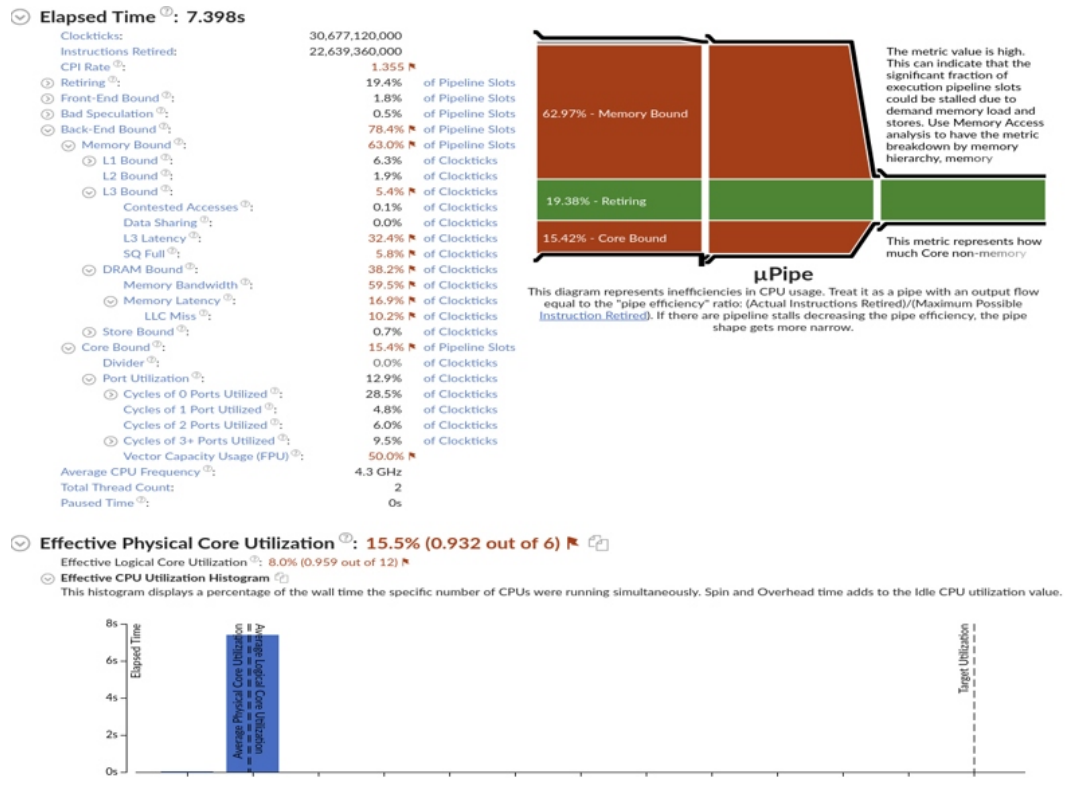 Elapsed Time ?: 7.398s
Clockticks: 30,677,120,000
Instructions Retired: 22,639,360,000
CPI Rate ?: 1.355
Retiring ?: 19.4% of Pipeline Slots
Front-End Bound ?: 1.8% of Pipeline Slots
Bad Speculation ?: 0.5% of Pipeline Slots
Back-End Bound ?: 78.4% of Pipeline Slots
Memory Bound ?: 63.0% of Pipeline Slots
L1 Bound ?: 6.3% of Clockticks
L2 Bound ?: 1.9% of Clockticks
L3 Bound ?: 5.4% of Clockticks
Contested Accesses ?: 0.1% of Clockticks
Data Sharing ?: 0.0% of Clockticks
L3 Latency ?: 32.4% of Clockticks
SQ Full ?: 5.8% of Clockticks
DRAM Bound ?: 38.2% of Clockticks
Memory Bandwidth ?: 59.5% of Clockticks
Memory Latency ?: 16.9% of Clockticks
LLC Miss ?: 10.2% of Clockticks
Store Bound ?: 0.7% of Clockticks
Core Bound ?: 15.4% of Pipeline Slots
Divider ?: 0.0% of Clockticks
Port Utilization ?: 12.9% of Clockticks
Cycles of 0 Ports Utilized ?: 28.5% of Clockticks
Cycles of 1 Port Utilized ?: 4.8% of Clockticks
Cycles of 2 Ports Utilized ?: 6.0% of Clockticks
Cycles of 3+ Ports Utilized ?: 9.5% of Clockticks
Vector Capacity Usage (FPU) ?: 50.0%
Average CPU Frequency ?: 4.3 GHz
Total Thread Count: 2
Paused Time ?: 0s
62.97% - Memory Bound
19.38% - Retiring
15.42% - Core Bound
The metric value is high.
This can indicate that the
significant fraction of
execution pipeline slots
could be stalled due to
demand memory load and
stores. Use Memory Access
analysis to have the metric
breakdown by memory
hierarchy, memory
This metric represents how
much Core non-memory
µPipe
This diagram represents inefficiencies in CPU usage. Treat it as a pipe with an output flow
equal to the "pipe efficiency" ratio: (Actual Instructions Retired)/(Maximum Possible
Instruction Retired). If there are pipeline stalls decreasing the pipe efficiency, the pipe
shape gets more narrow.
Effective Physical Core Utilization ?: 15.5% (0.932 out of 6)
Effective Logical Core Utilization ?: 8.0% (0.959 out of 12)
Effective CPU Utilization Histogram
This histogram displays a percentage of the wall time the specific number of CPUs were running simultaneously. Spin and Overhead time adds to the Idle CPU utilization value.
8s
6s
4s
2s
0s
Elapsed Time
Average Physical Core Utilization
Average Logical Core Utilization
Target Utilization